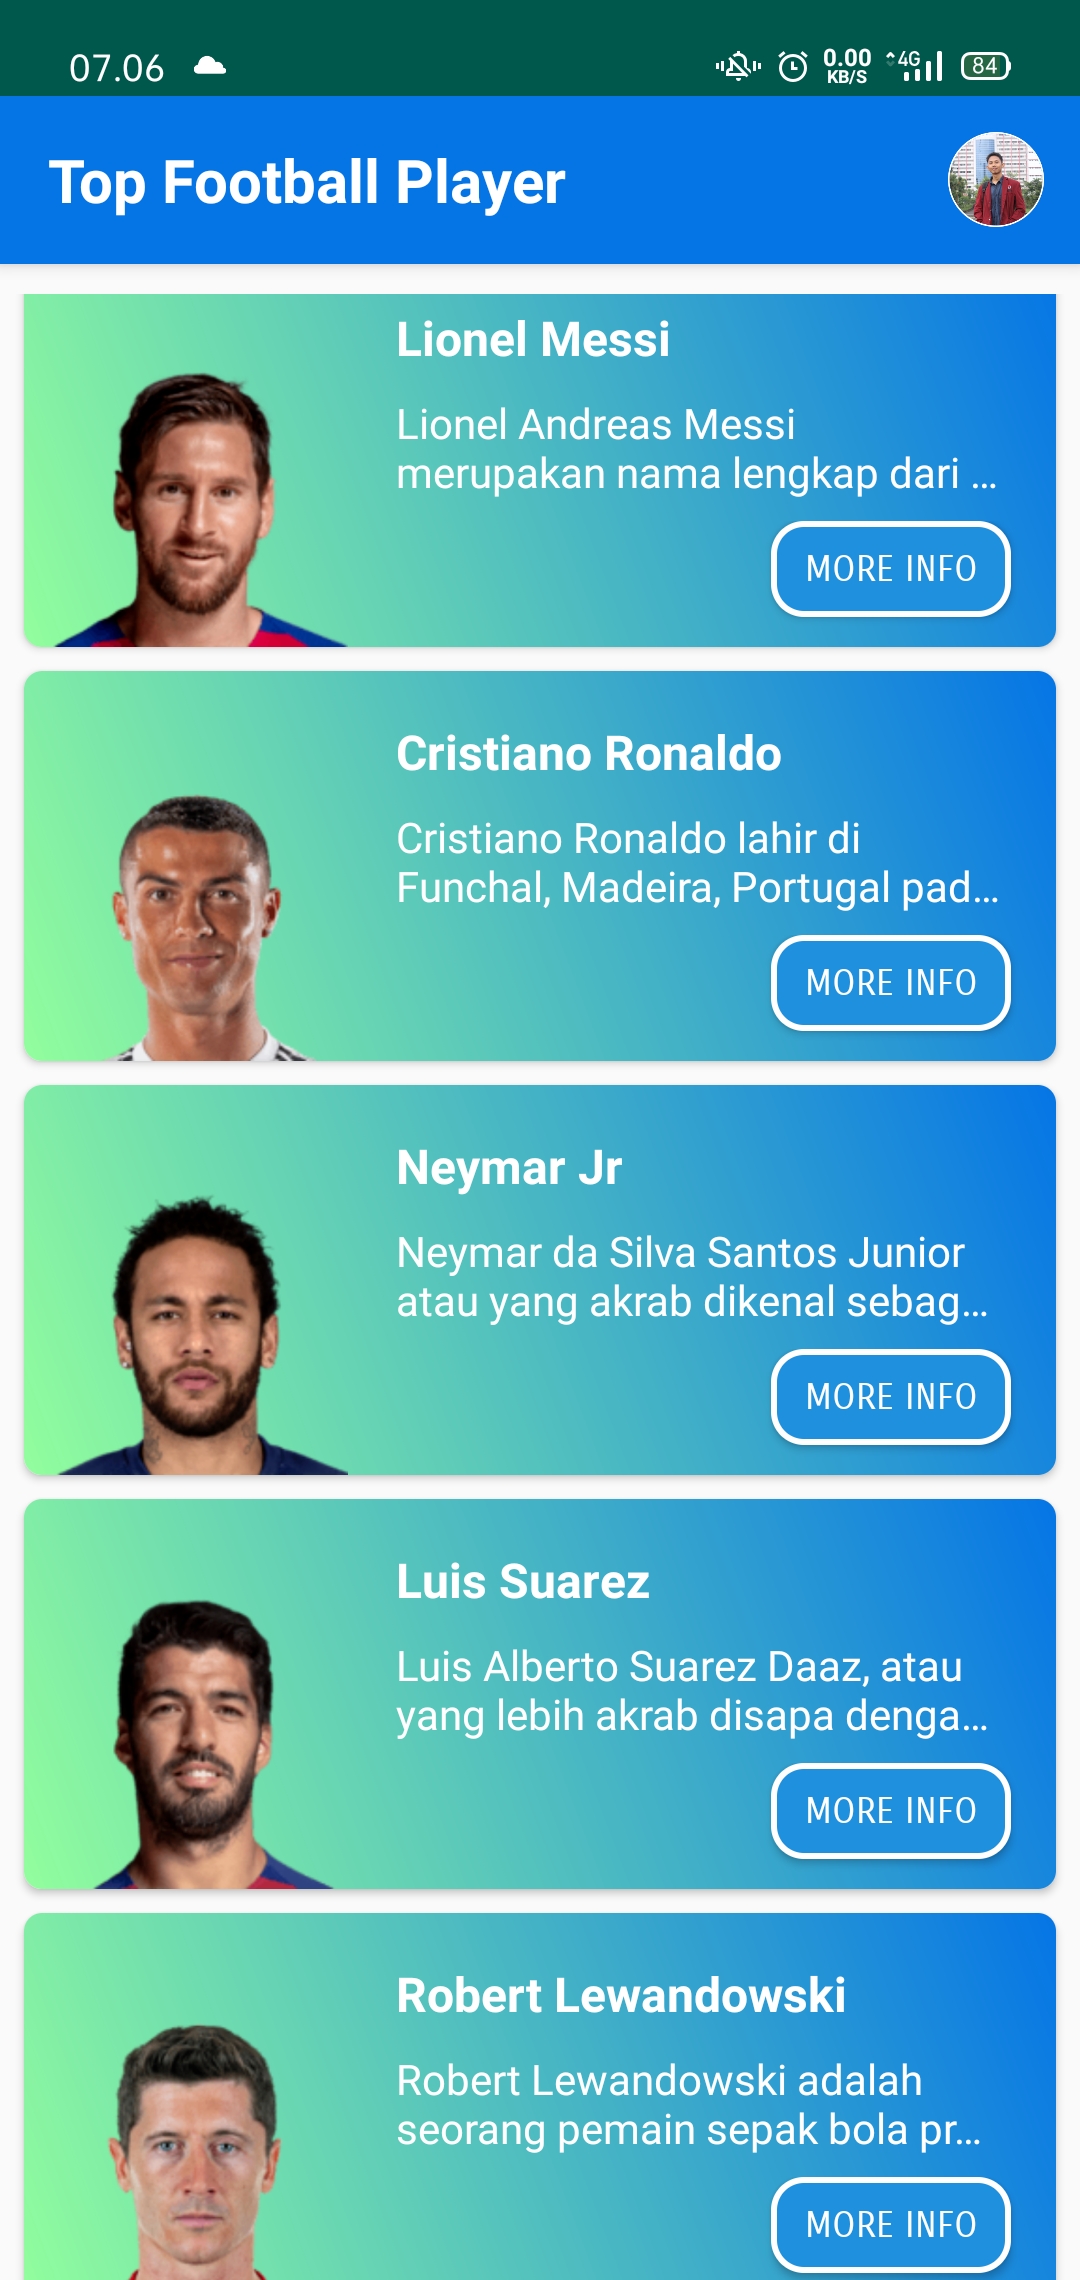 07.06
0.00
KB/S
4G
84
Top Football Player
Lionel Messi
Lionel Andreas Messi
merupakan nama lengkap dari ...
MORE INFO
Cristiano Ronaldo
Cristiano Ronaldo lahir di
Funchal, Madeira, Portugal pad...
MORE INFO
Neymar Jr
Neymar da Silva Santos Junior
atau yang akrab dikenal sebag...
MORE INFO
Luis Suarez
Luis Alberto Suarez Daaz, atau
yang lebih akrab disapa denga...
MORE INFO
Robert Lewandowski
Robert Lewandowski adalah
seorang pemain sepak bola pr...
MORE INFO